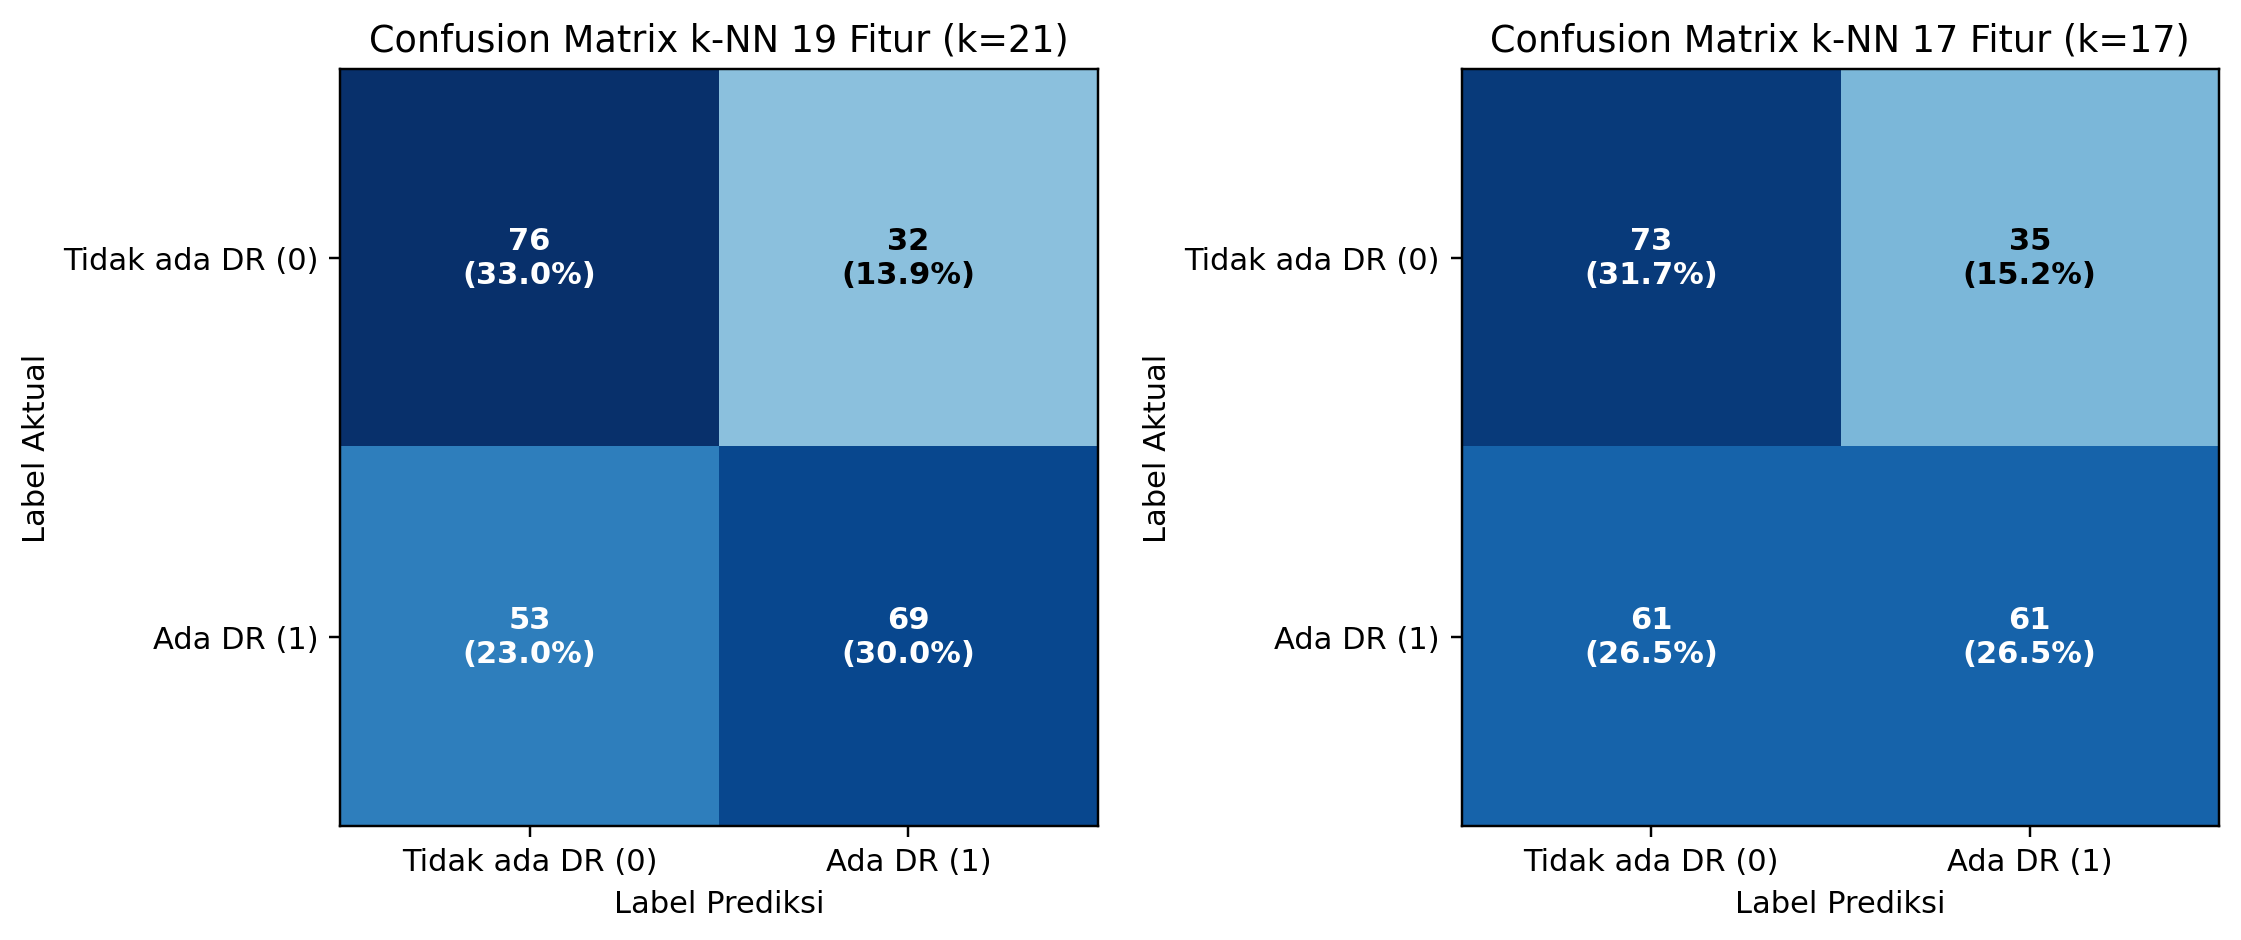 Confusion Matrix k-NN 19 Fitur (k=21)
Label Aktual
Tidak ada DR (0)
Ada DR (1)
76
(33.0%)
32
(13.9%)
53
(23.0%)
69
(30.0%)
Tidak ada DR (0)
Ada DR (1)
Label Prediksi
Confusion Matrix k-NN 17 Fitur (k=17)
Label Aktual
Tidak ada DR (0)
Ada DR (1)
73
(31.7%)
35
(15.2%)
61
(26.5%)
61
(26.5%)
Tidak ada DR (0)
Ada DR (1)
Label Prediksi